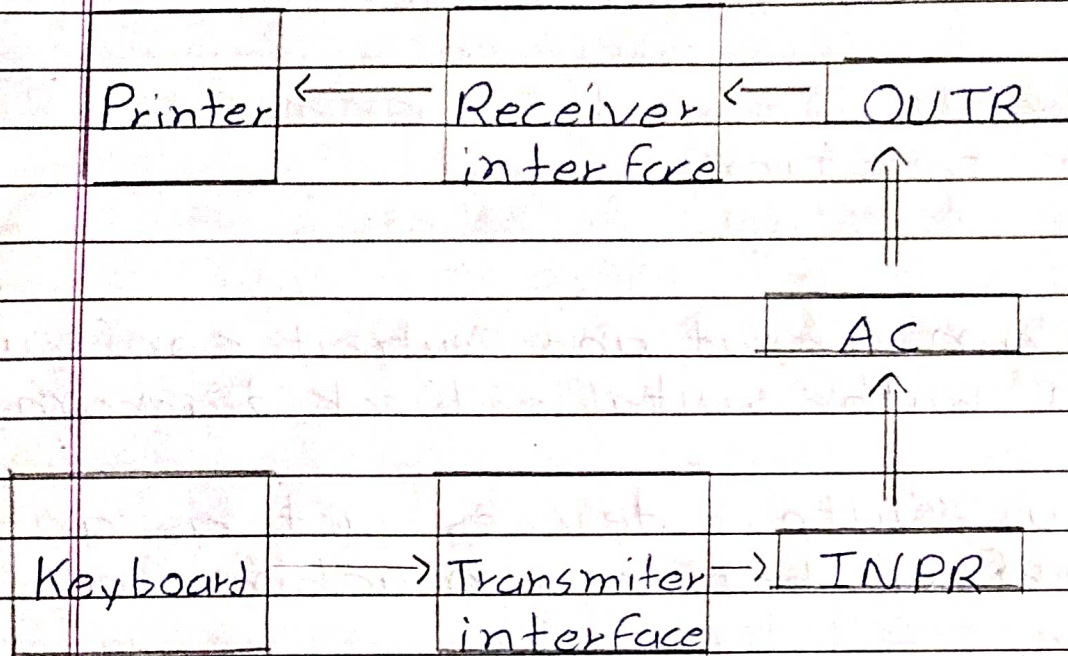 Printer
Receiver
interface
OUTR
AC
Keyboard
Transmiter
interface
INPR